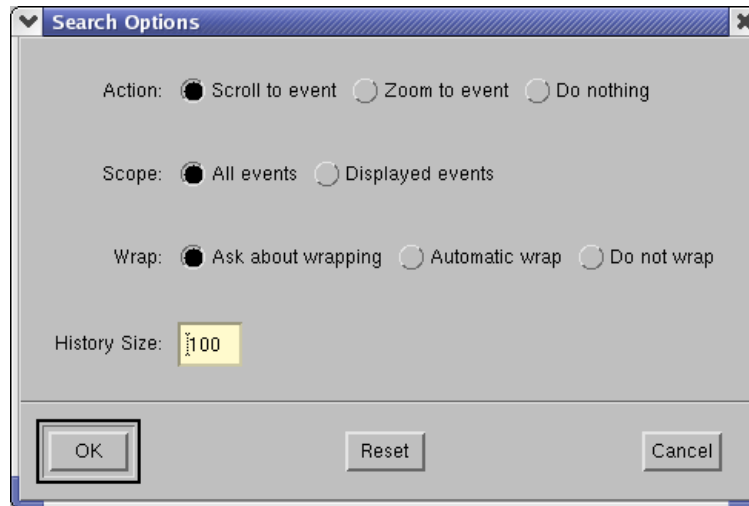 Search Options
Action: Scroll to event Zoom to event Do nothing
Scope: All events Displayed events
Wrap: Ask about wrapping Automatic wrap Do not wrap
History Size: 100
OK Reset Cancel